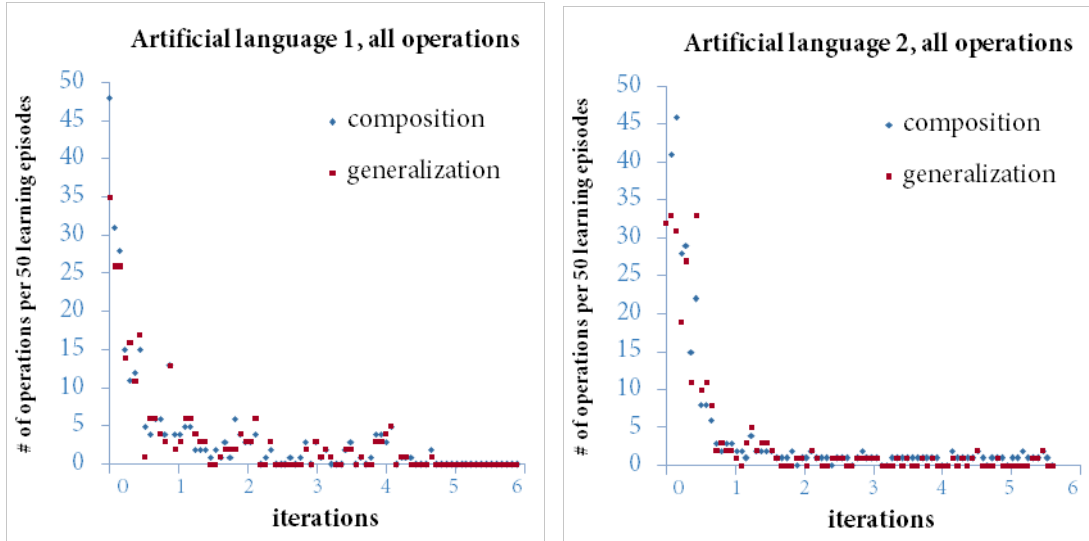 Artificial language 1, all operations
# of operations per 50 learning episodes
50
45
40
35
30
25
20
15
10
5
0
composition
generalization
0 1 2 3 4 5 6
iterations
Artificial language 2, all operations
# of operations per 50 learning episodes
50
45
40
35
30
25
20
15
10
5
0
composition
generalization
0 1 2 3 4 5 6
iterations